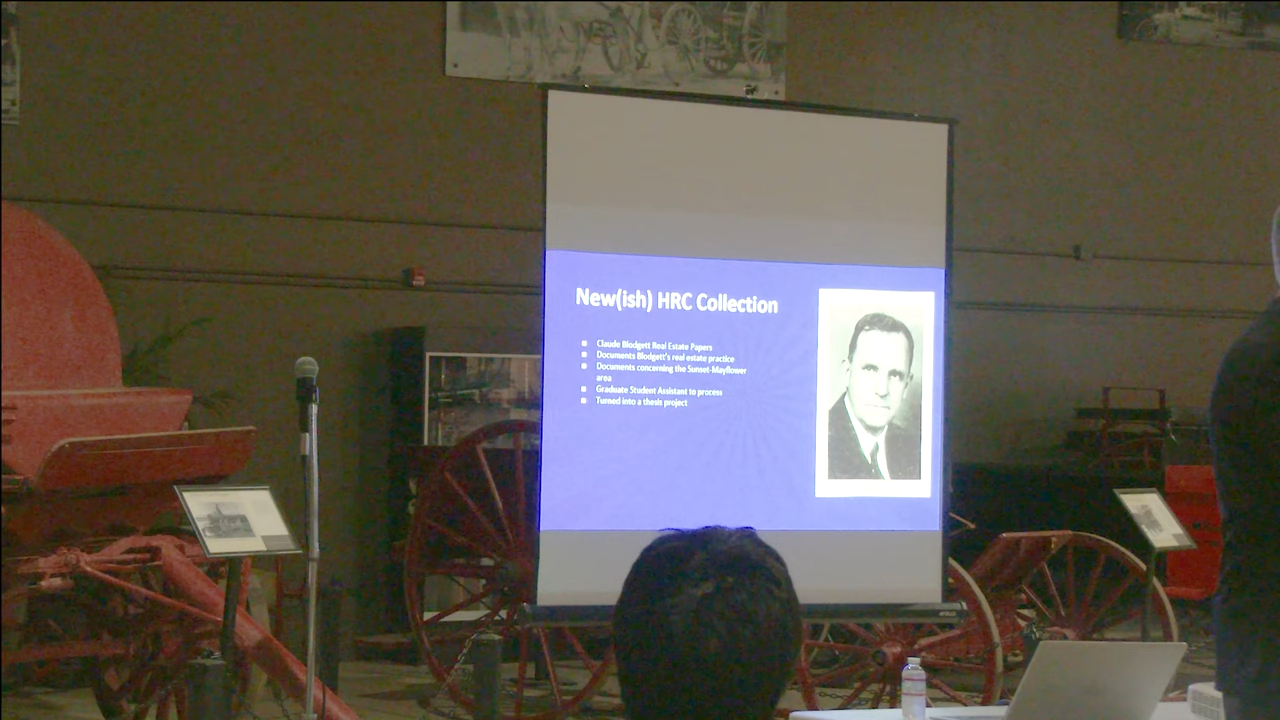 New(ish) HRC Collection
Claude Blodgett Real Estate Papers
Documents Blodgett's real estate practice
Documents concerning the Sunset-Mayflower
area
Graduate Student Assistant to process
Turned into a thesis project